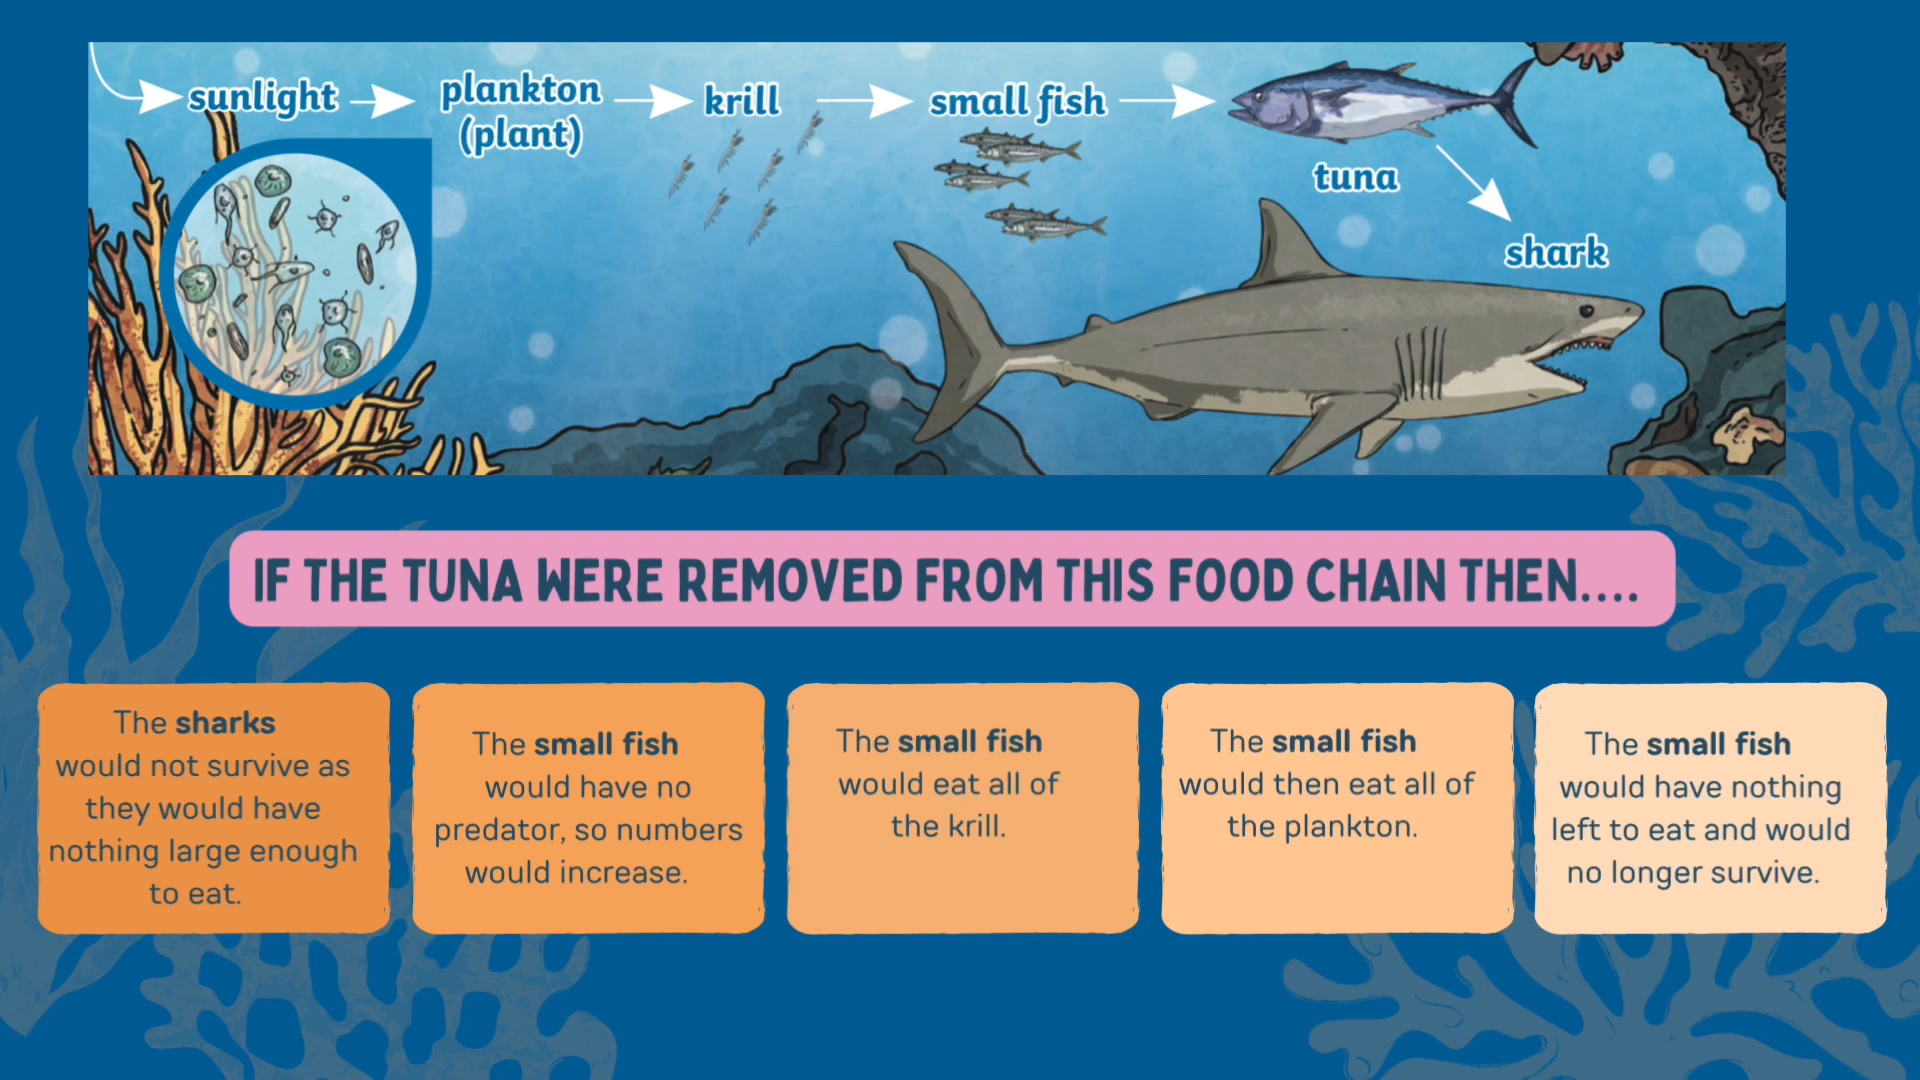 sunlight
plankton
(plant)
krill
small fish
tuna
shark
IF THE TUNA WERE REMOVED FROM THIS FOOD CHAIN THEN....
The sharks
would not survive as
they would have
nothing large enough
to eat.
The small fish
would have no
predator, so numbers
would increase.
The small fish
would eat all of
the krill.
The small fish
would then eat all of
the plankton.
The small fish
would have nothing
left to eat and would
no longer survive.